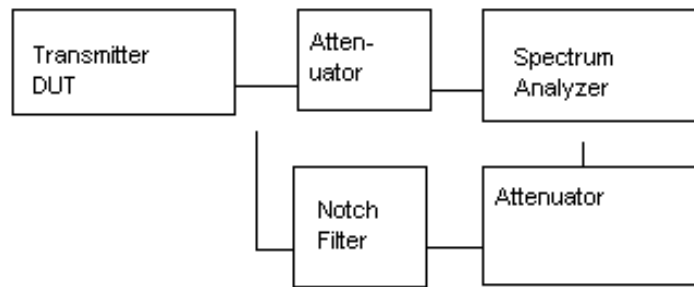 Transmitter
DUT
Atten-
uator
Spectrum
Analyzer
Notch
Filter
Attenuator